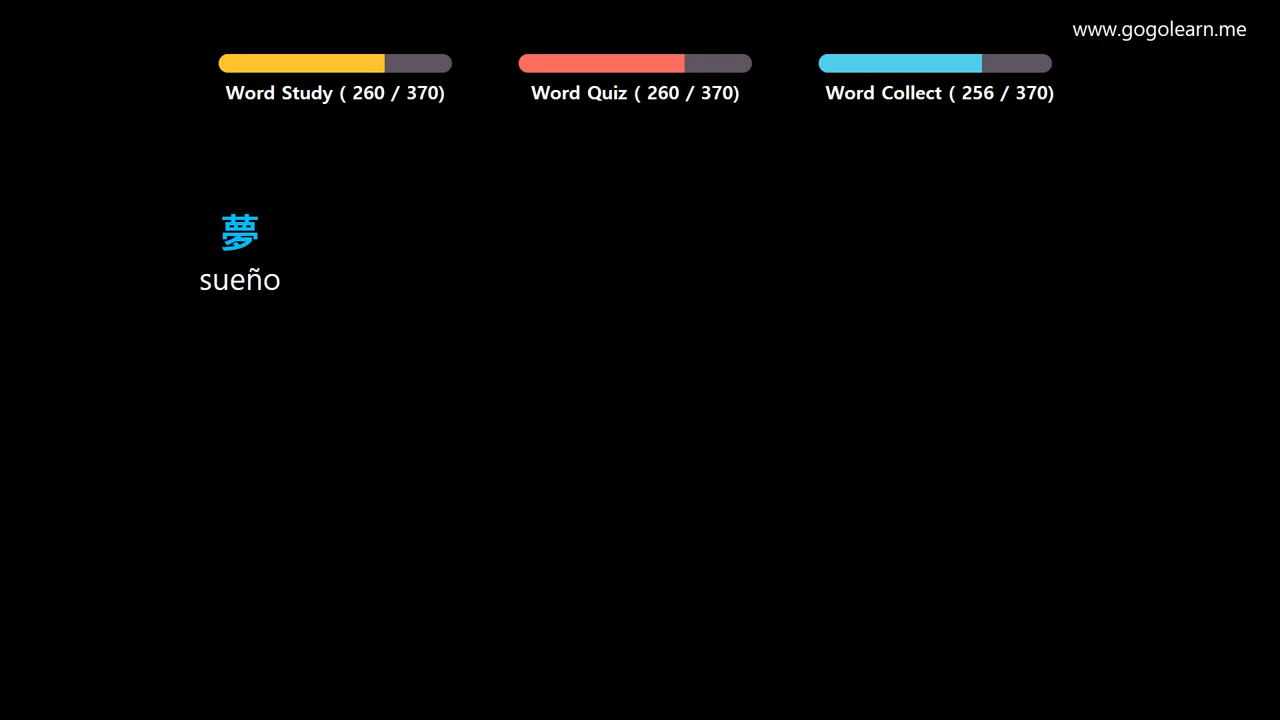 www.gogolearn.me
Word Study ( 260 / 370)
Word Quiz ( 260 / 370)
Word Collect ( 256 / 370)
夢
sueño